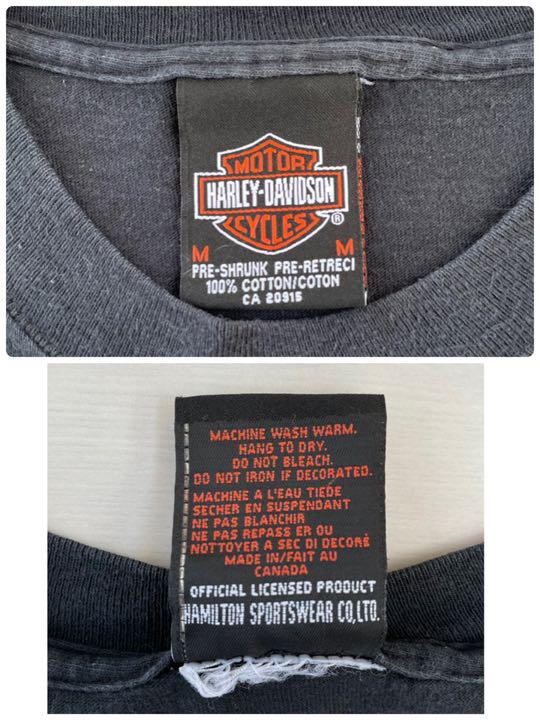 MOTOR
HARLEY-DAVIDSON
CYCLES
®
M M
PRE-SHRUNK PRE-RETRECI
100% COTTON/COTON
CA 20915
MACHINE WASH WARM.
HANG TO DRY.
DO NOT BLEACH.
DO NOT IRON IF DECORATED.
MACHINE A L'EAU TIEDE
SECHER EN SUSPENDANT
NE PAS BLANCHIR
NE PAS REPASS ER OU
NOTTOYER A SEC DI DECORÉ
MADE IN/FAIT AU
CANADA
OFFICIAL LICENSED PRODUCT
HAMILTON SPORTSWEAR CO,LTD.